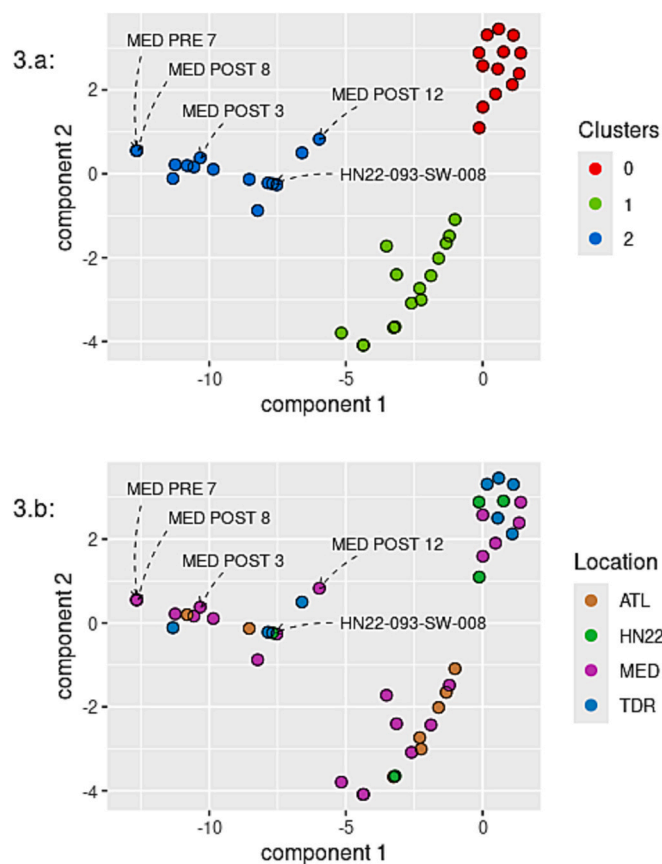 3.a:
MED PRE 7
MED POST 8
MED POST 12
MED POST 3
HN22-093-SW-008
component 2
2
0
-2
-4
-10
-5
0
component 1
Clusters
0
1
2
3.b:
MED PRE 7
MED POST 8
MED POST 12
MED POST 3
HN22-093-SW-008
component 2
2
0
-2
-4
-10
-5
0
component 1
Location
ATL
HN22
MED
TDR